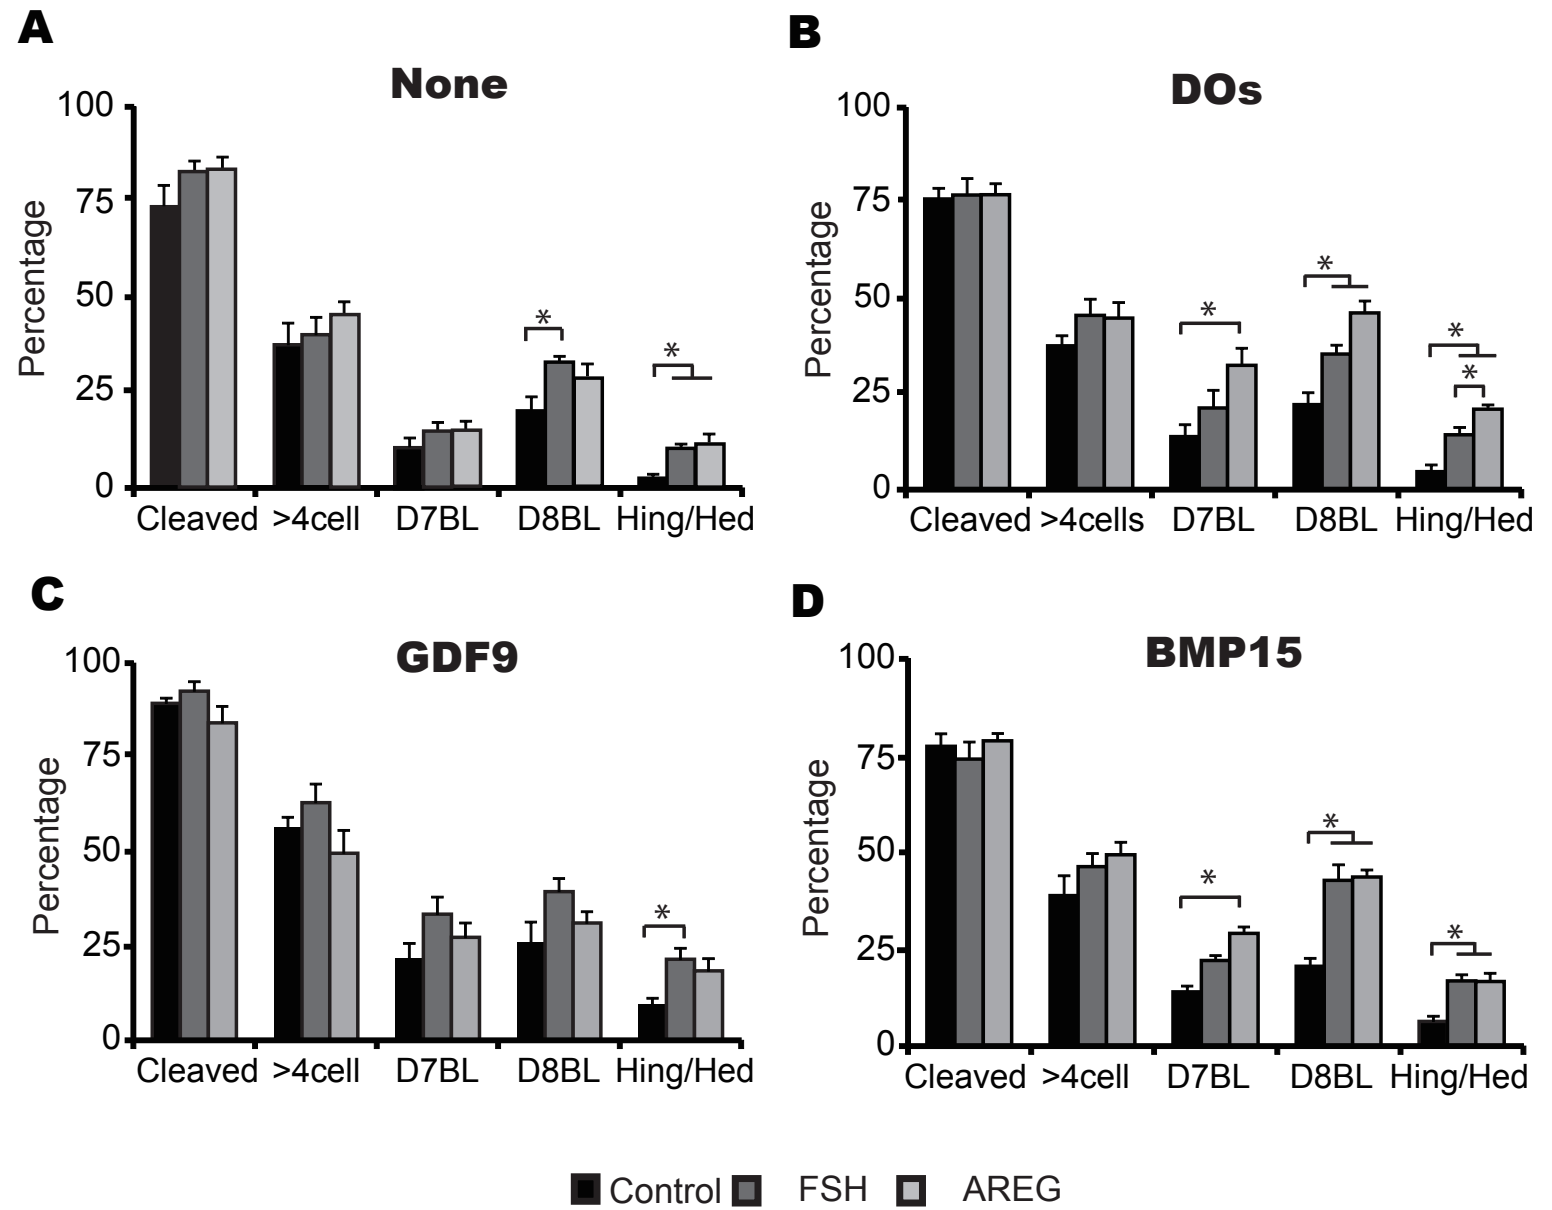 A
None
100
75
50
25
0
Percentage
*
*
Cleaved >4cell D7BL D8BL Hing/Hed
B
DOs
100
75
50
25
0
Percentage
*
*
*
*
Cleaved >4cells D7BL D8BL Hing/Hed
C
GDF9
100
75
50
25
0
Percentage
*
Cleaved >4cell D7BL D8BL Hing/Hed
D
BMP15
100
75
50
25
0
Percentage
*
*
*
Cleaved >4cell D7BL D8BL Hing/Hed
Control FSH AREG